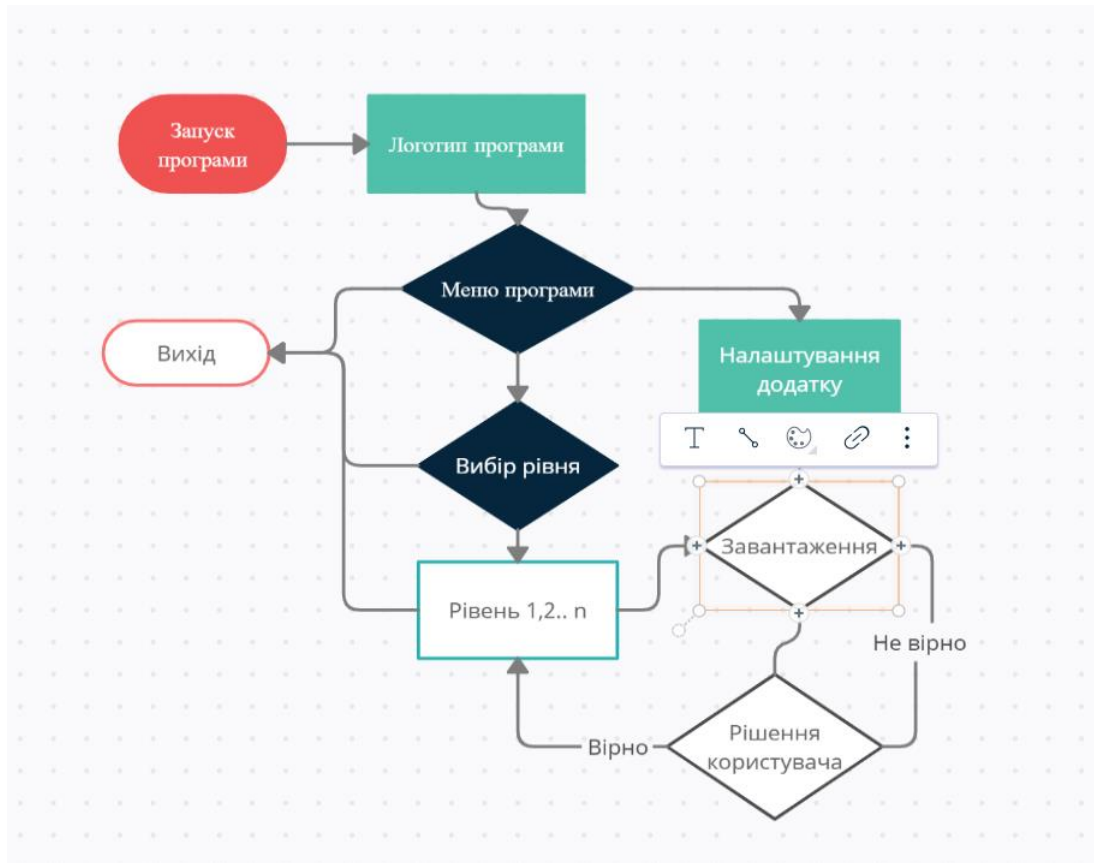 Запуск
програми
Логотип програми
Меню програми
Вихід
Налаштування
додатку
T
Вибір рівня
Завантаження
Рівень 1,2.. n
Не вірно
Вірно
Рішення
користувача